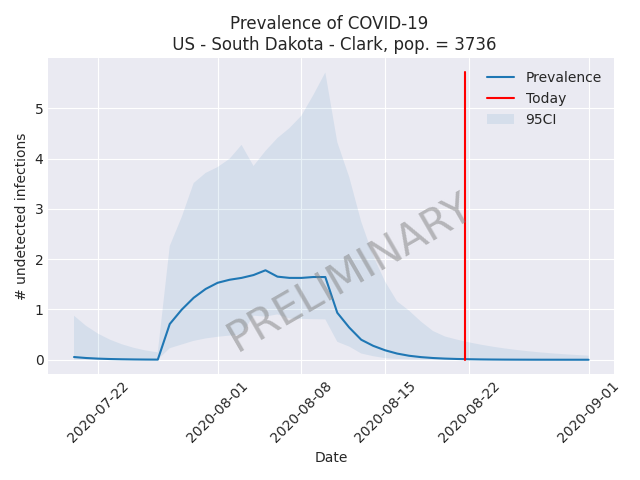 Prevalence of COVID-19
US - South Dakota - Clark, pop. = 3736
Prevalence
Today
95CI
PRELIMINARY
# undetected infections
5
4
3
2
1
0
2020-07-22
2020-08-01
2020-08-08
2020-08-15
2020-08-22
2020-09-01
Date